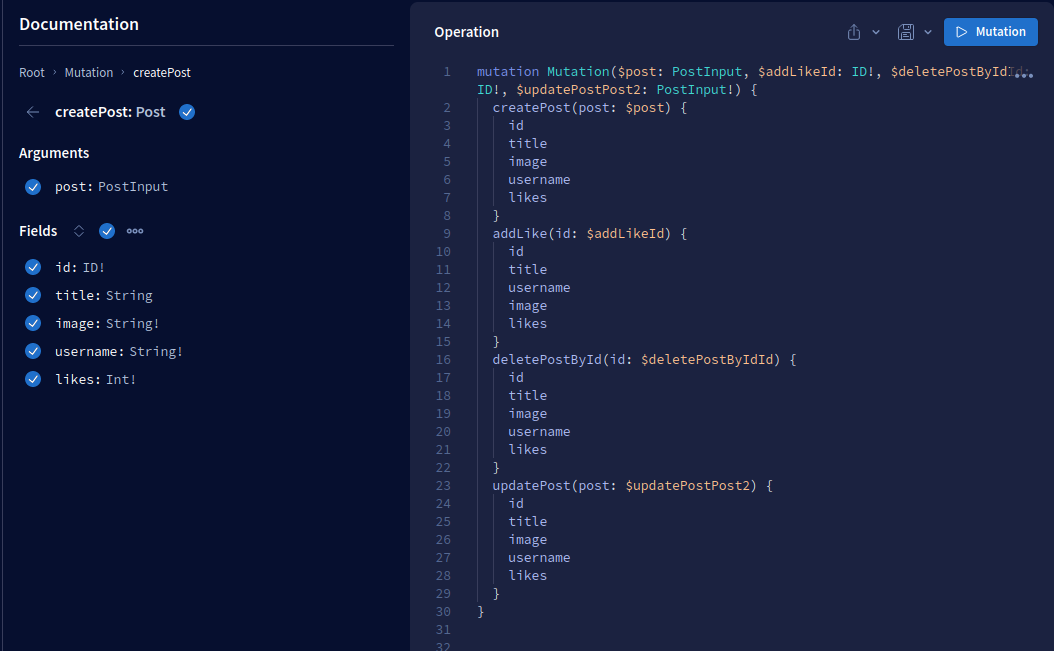 Documentation
Root › Mutation › createPost
createPost: Post
Arguments
post: PostInput
Fields
id: ID!
title: String
image: String!
username: String!
likes: Int!
Operation
Mutation
1 mutation Mutation($post: PostInput, $addLikeId: ID!, $deletePostByIdId:
ID!, $updatePostPost2: PostInput!) {
2 createPost(post: $post) {
3 id
4 title
5 image
6 username
7 likes
8 }
9 addLike(id: $addLikeId) {
10 id
11 title
12 username
13 image
14 likes
15 }
16 deletePostById(id: $deletePostByIdId) {
17 id
18 title
19 image
20 username
21 likes
22 }
23 updatePost(post: $updatePostPost2) {
24 id
25 title
26 image
27 username
28 likes
29 }
30 }
31
32